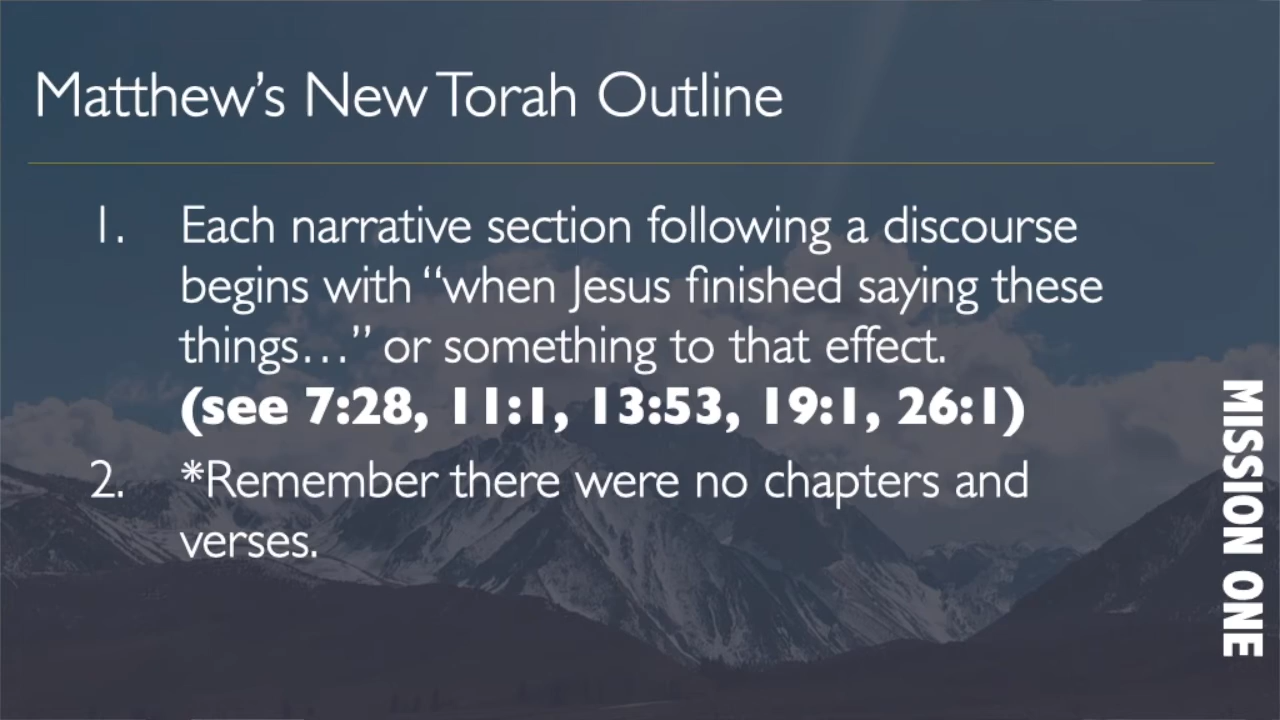 Matthew's New Torah Outline
1. Each narrative section following a discourse
begins with “when Jesus finished saying these
things…” or something to that effect.
(see 7:28, 11:1, 13:53, 19:1, 26:1)
2. *Remember there were no chapters and
verses.
MISSION ONE